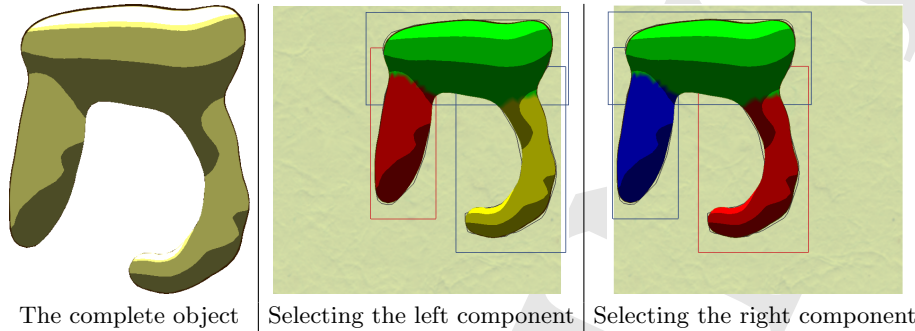 The complete object
Selecting the left component
Selecting the right component